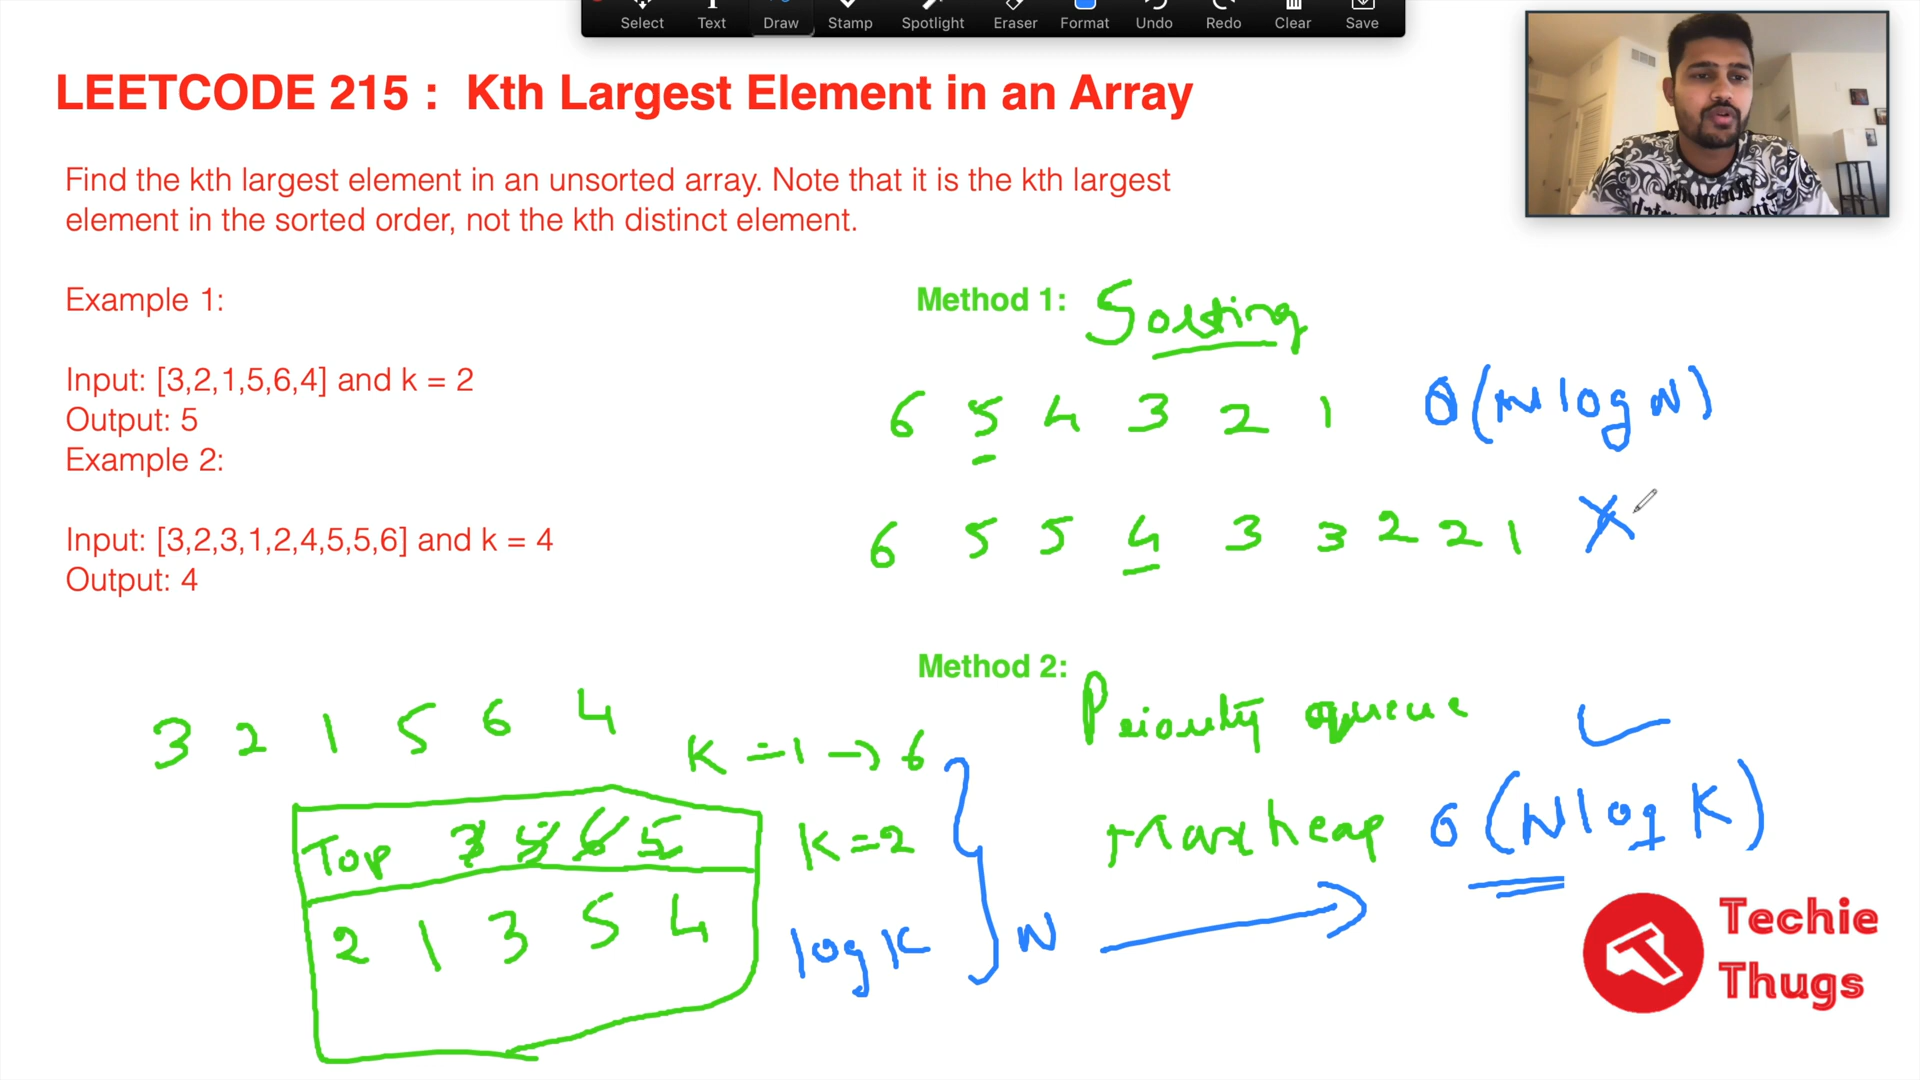 Select Text Draw Stamp Spotlight Eraser Format Undo Redo Clear Save
LEETCODE 215 : Kth Largest Element in an Array
Find the kth largest element in an unsorted array. Note that it is the kth largest
element in the sorted order, not the kth distinct element.
Example 1:
Input: [3,2,1,5,6,4] and k = 2
Output: 5
Example 2:
Input: [3,2,3,1,2,4,5,5,6] and k = 4
Output: 4
Method 1: Sorting
6 5 4 3 2 1 O(N log N)
6 5 5 4 3 3 2 2 1 X
Method 2:
Priority queue
Max heap O(N log K)
3 2 1 5 6 4
K = 1 → 6
Top 3 5 6 5
K = 2
2 1 3 5 4
log K
N
Techie
Thugs